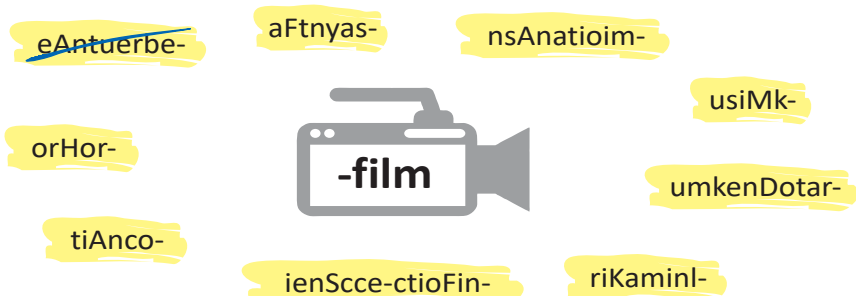 eAntuerbe-
aFtnyas-
nsAnatioim-
usiMk-
orHor-
-film
umkenDotar-
tiAnco-
ienScce-ctioFin-
riKaminl-